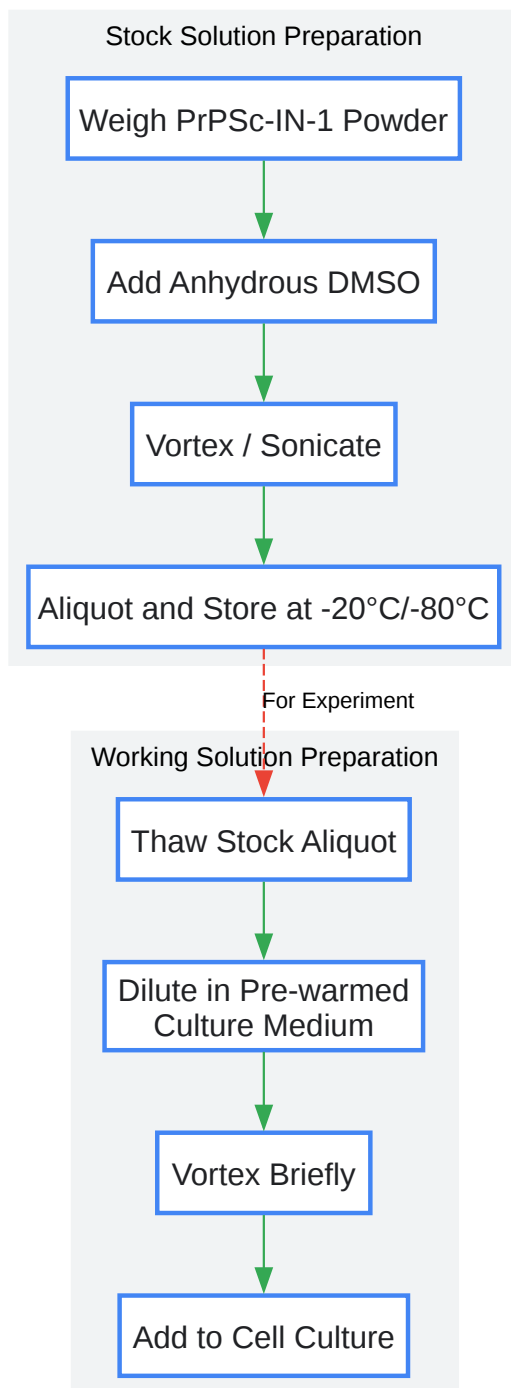 Stock Solution Preparation
Weigh PrPSc-IN-1 Powder
Add Anhydrous DMSO
Vortex / Sonicate
Aliquot and Store at -20°C/-80°C
For Experiment
Working Solution Preparation
Thaw Stock Aliquot
Dilute in Pre-warmed
Culture Medium
Vortex Briefly
Add to Cell Culture